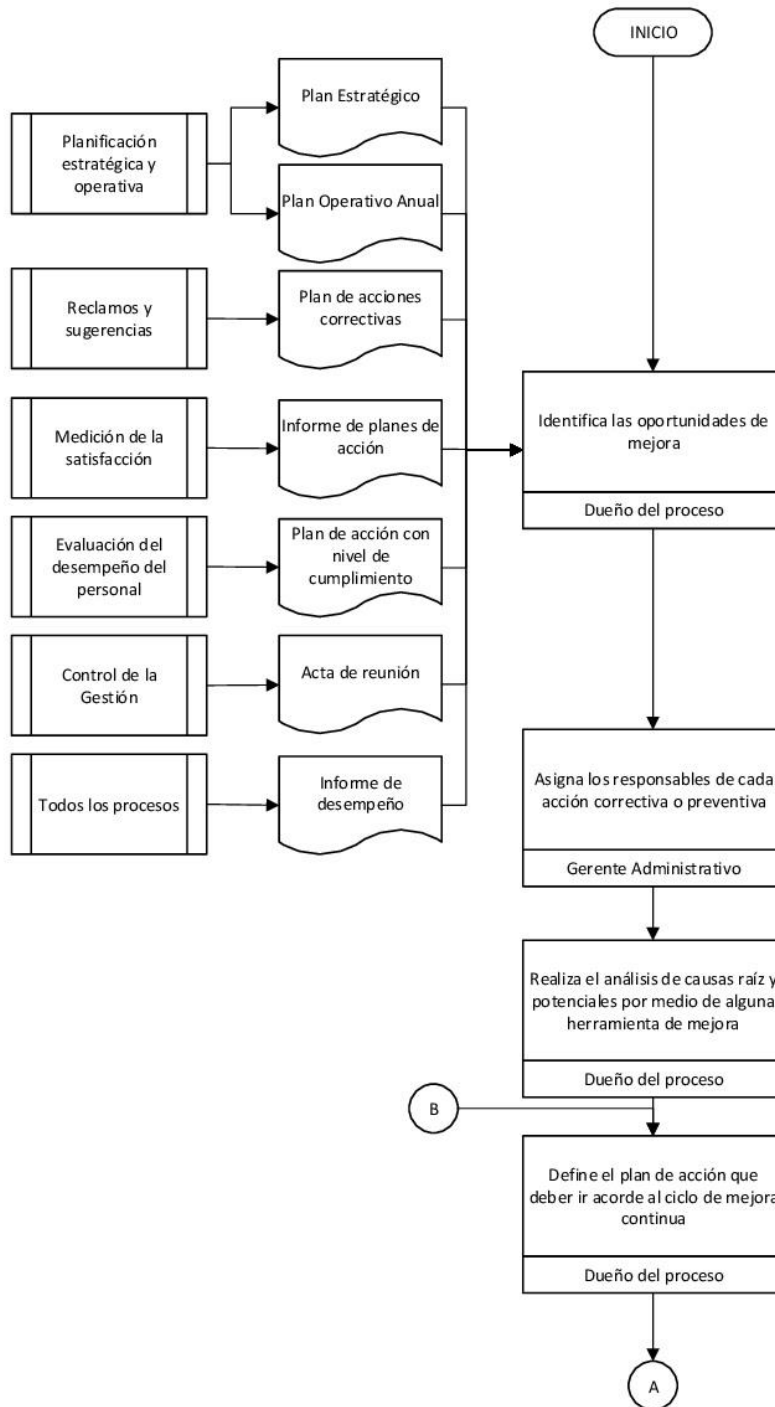 INICIO
Plan Estratégico
Planificación
estratégica y
operativa
Plan Operativo Anual
Reclamos y
sugerencias
Plan de acciones
correctivas
Medición de la
satisfacción
Informe de planes de
acción
Identifica las oportunidades de
mejora
Dueño del proceso
Evaluación del
desempeño del
personal
Plan de acción con
nivel de
cumplimiento
Control de la
Gestión
Acta de reunión
Todos los procesos
Informe de
desempeño
Asigna los responsables de cada
acción correctiva o preventiva
Gerente Administrativo
Realiza el análisis de causas raíz y
potenciales por medio de alguna
herramienta de mejora
Dueño del proceso
B
Define el plan de acción que
deber ir acorde al ciclo de mejora
continua
Dueño del proceso
A